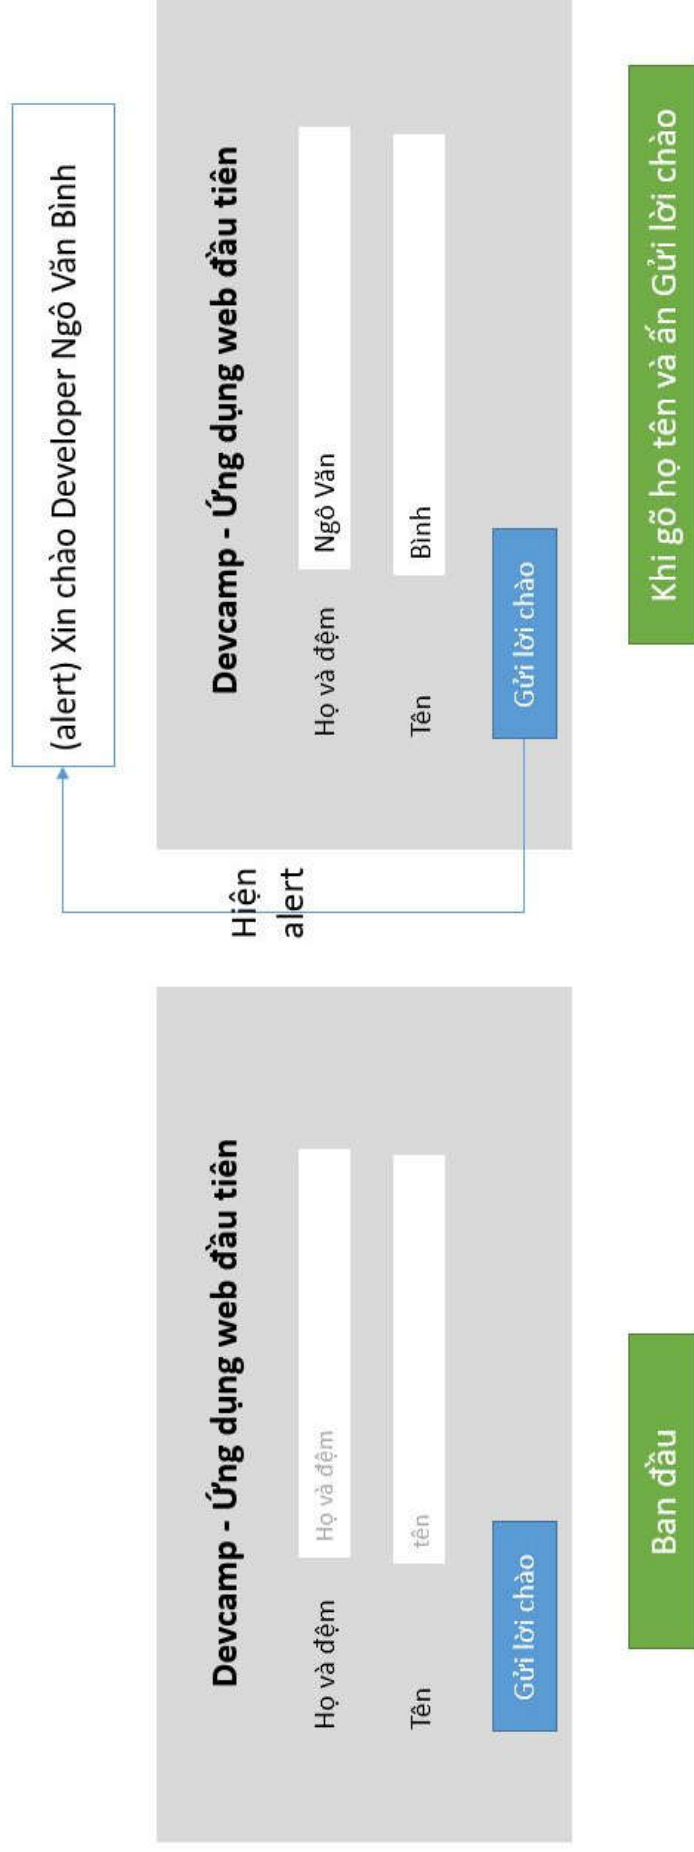 Devcamp - Ứng dụng web đầu tiên
Họ và đệm
Họ và đệm
Tên
tên
Gửi lời chào
Ban đầu
Hiện
alert
(alert) Xin chào Developer Ngô Văn Bình
Devcamp - Ứng dụng web đầu tiên
Họ và đệm
Ngô Văn
Tên
Bình
Gửi lời chào
Khi gõ họ tên và ấn Gửi lời chào